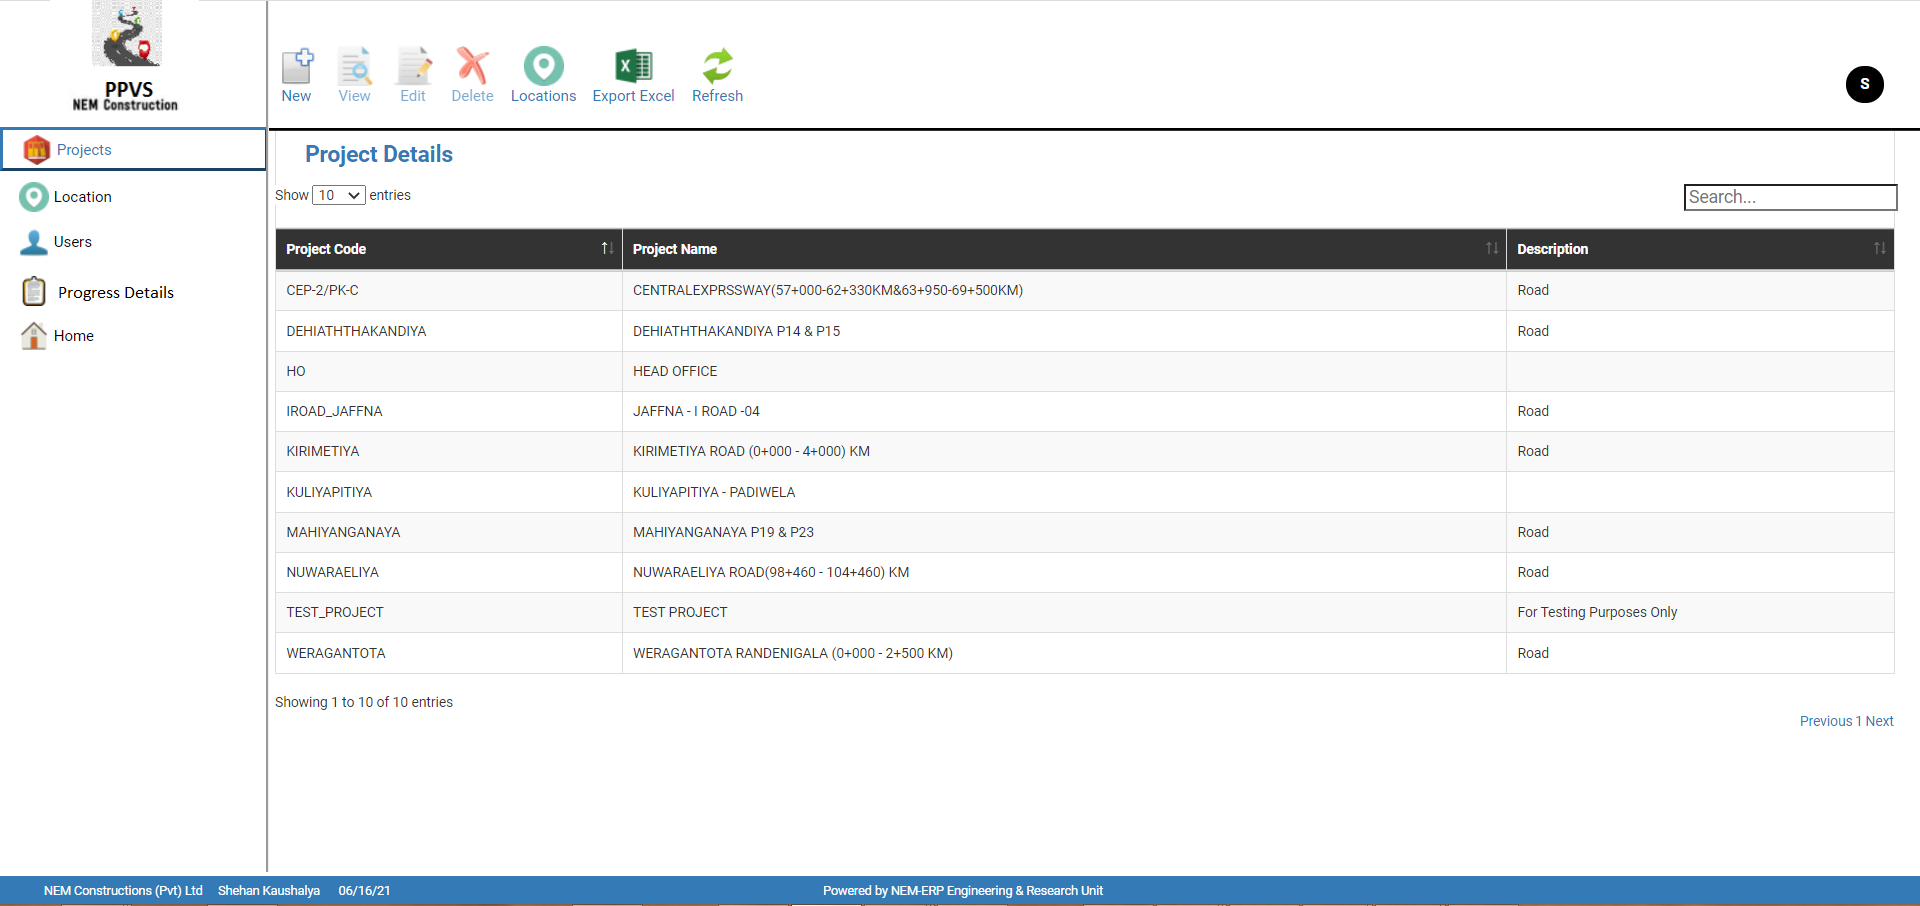 PPVS
NEM Construction
New View Edit Delete Locations Export Excel Refresh
S
Projects
Location
Users
Progress Details
Home
Project Details
Show 10 entries
Search...
Project Code Project Name Description
CEP-2/PK-C CENTRALEXPRSSWAY(57+000-62+330KM&63+950-69+500KM) Road
DEHIATHTHAKANDIYA DEHIATHTHAKANDIYA P14 & P15 Road
HO HEAD OFFICE
IROAD_JAFFNA JAFFNA - I ROAD -04 Road
KIRIMETIYA KIRIMETIYA ROAD (0+000 - 4+000) KM Road
KULIYAPITIYA KULIYAPITIYA - PADIWELA
MAHIYANGANAYA MAHIYANGANAYA P19 & P23 Road
NUWARAELIYA NUWARAELIYA ROAD(98+460 - 104+460) KM Road
TEST_PROJECT TEST PROJECT For Testing Purposes Only
WERAGANTOTA WERAGANTOTA RANDENIGALA (0+000 - 2+500 KM) Road
Showing 1 to 10 of 10 entries
Previous 1 Next
NEM Constructions (Pvt) Ltd Shehan Kaushalya 06/16/21 Powered by NEM-ERP Engineering & Research Unit